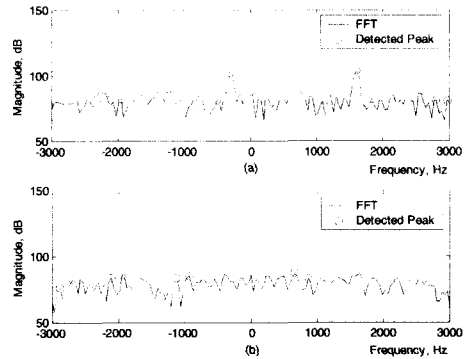 150
FFT
Detected Peak
Magnitude, dB
100
50
-3000 -2000 -1000 0 1000 2000 3000
(a) Frequency, Hz
150
FFT
Detected Peak
Magnitude, dB
100
50
-3000 -2000 -1000 0 1000 2000 3000
(b) Frequency, Hz